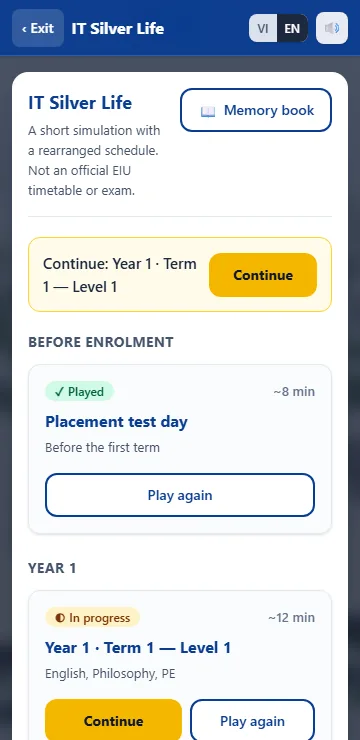 ‹ Exit
IT Silver Life
VI
EN
IT Silver Life
Memory book
A short simulation with
a rearranged schedule.
Not an official EIU
timetable or exam.
Continue: Year 1 · Term
1 — Level 1
Continue
BEFORE ENROLMENT
✓ Played
~8 min
Placement test day
Before the first term
Play again
YEAR 1
◐ In progress
~12 min
Year 1 · Term 1 — Level 1
English, Philosophy, PE
Continue
Play again